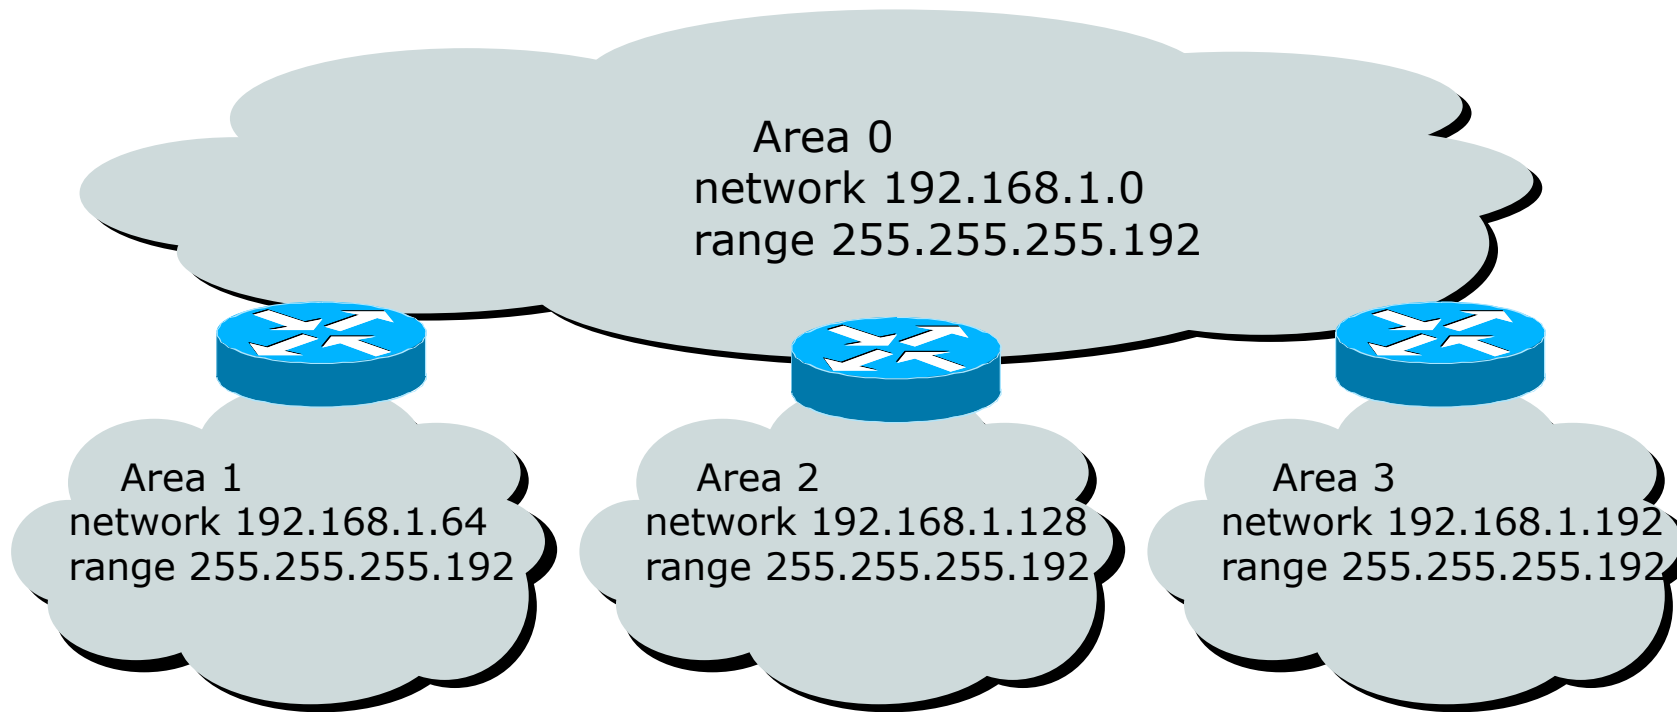 Area 0
network 192.168.1.0
range 255.255.255.192
Area 1
network 192.168.1.64
range 255.255.255.192
Area 2
network 192.168.1.128
range 255.255.255.192
Area 3
network 192.168.1.192
range 255.255.255.192